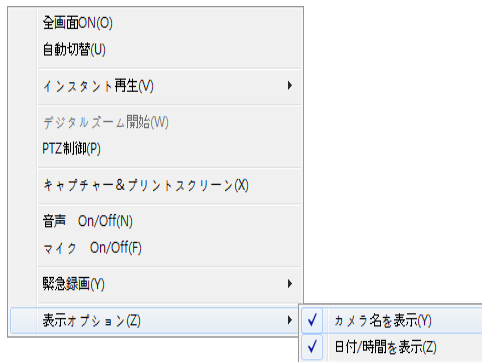 全画面ON(O)
自動切替(U)
インスタント再生(V)
デジタルズーム開始(W)
PTZ制御(P)
キャプチャー＆プリントスクリーン(X)
音声　On/Off(N)
マイク　On/Off(F)
緊急録画(Y)
表示オプション(Z)
カメラ名を表示(Y)
日付/時間を表示(Z)